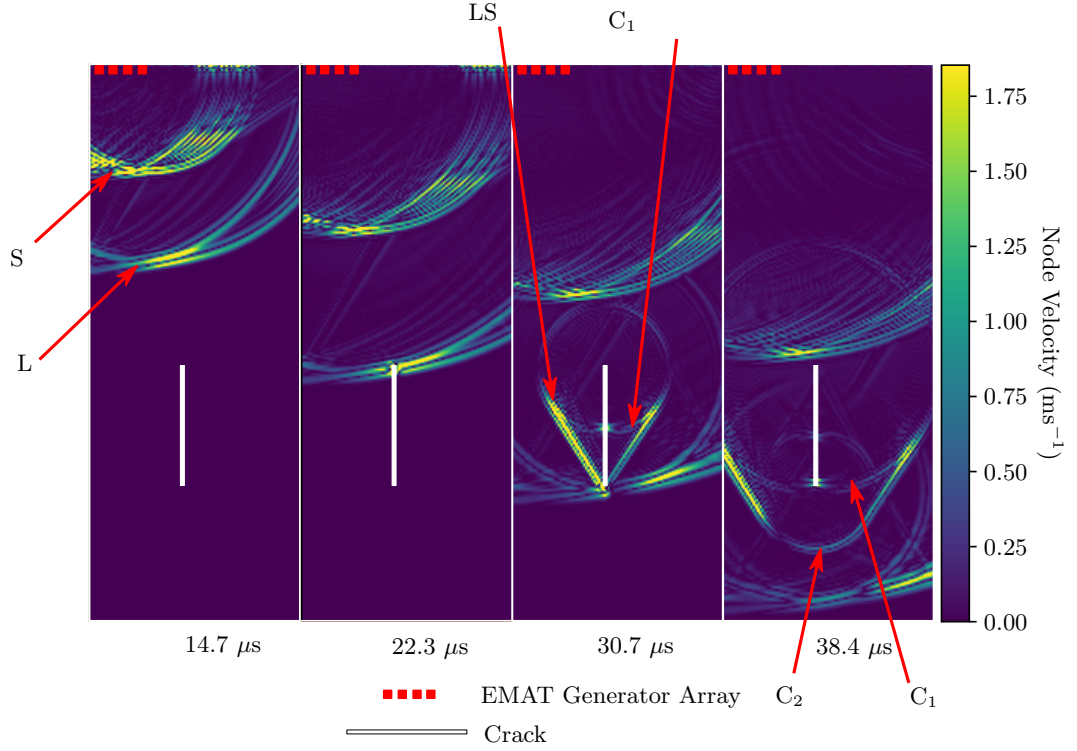 LS
C₁
S
L
1.75
1.50
1.25
1.00
0.75
0.50
0.25
0.00
Node Velocity (ms⁻¹)
14.7 μs
22.3 μs
30.7 μs
38.4 μs
C₂
C₁
EMAT Generator Array
Crack